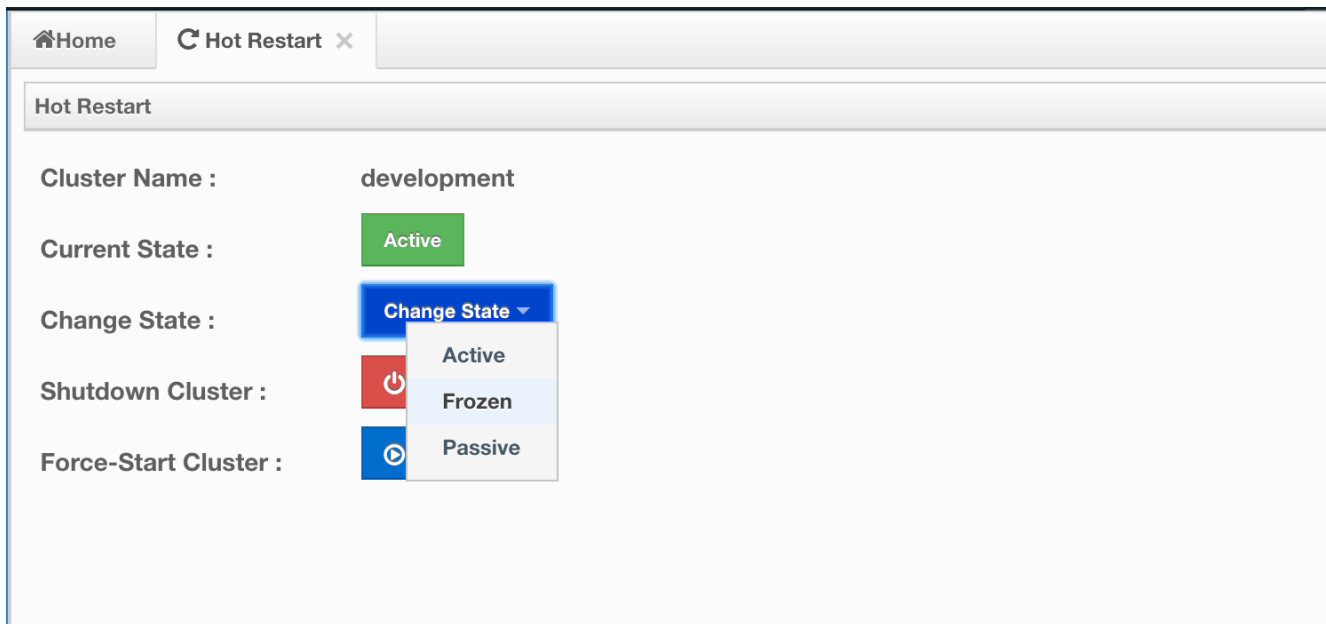 Home Hot Restart
Hot Restart
Cluster Name : development
Current State : Active
Change State : Change State
Active
Shutdown Cluster :
Frozen
Passive
Force-Start Cluster :